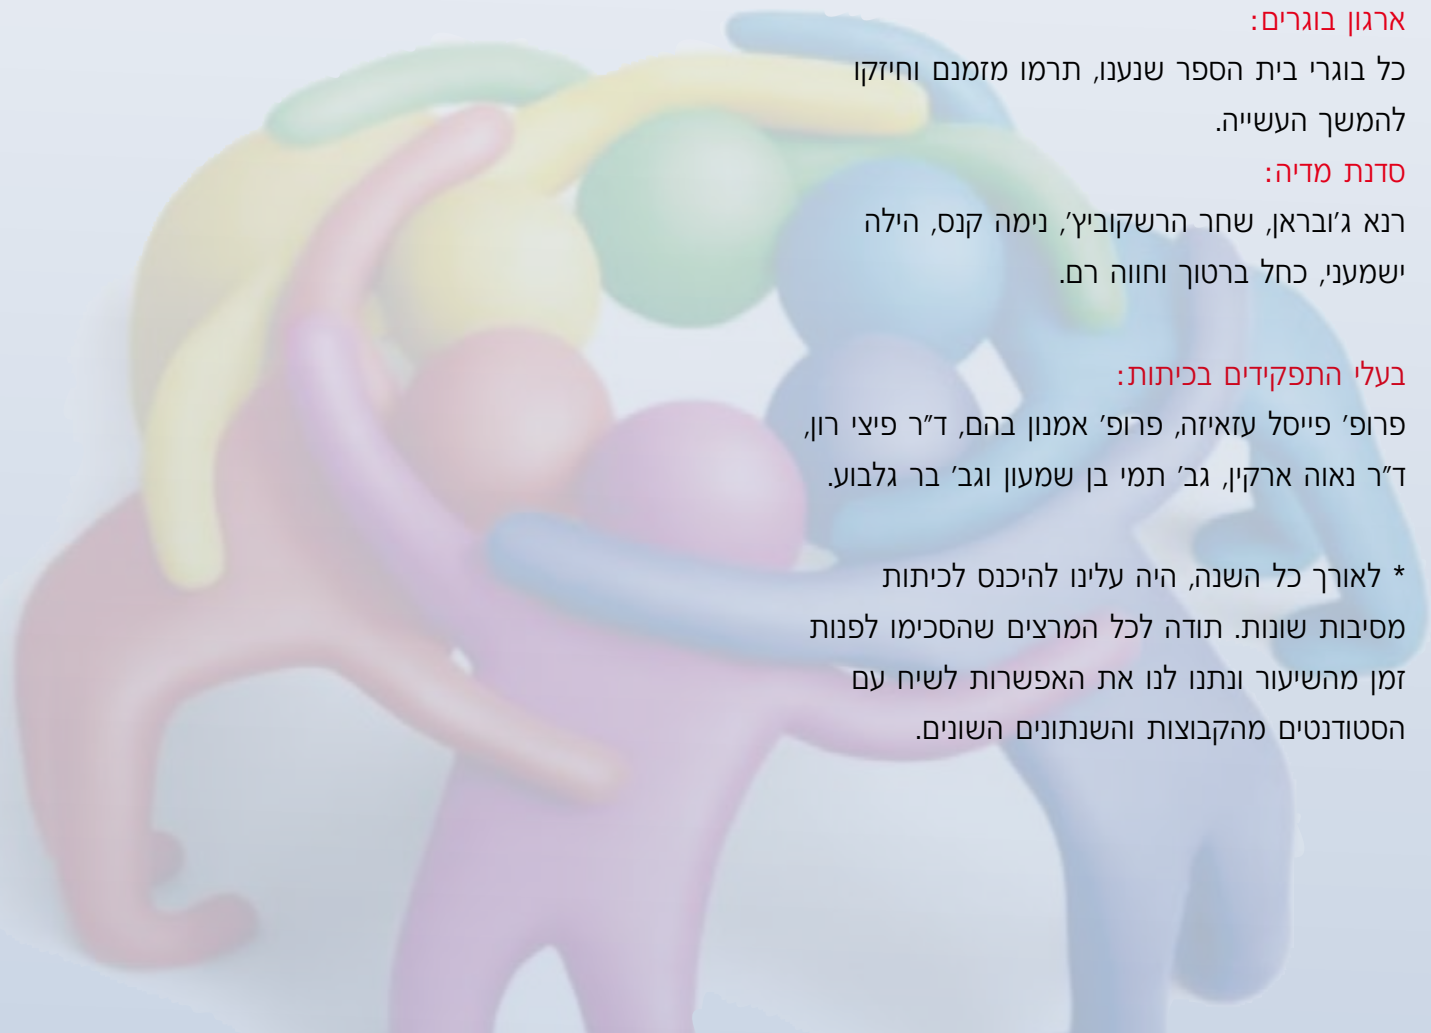 ארגון בוגרים:
כל בוגרי בית הספר שנענו, תרמו מזמנם וחיזקו
להמשך העשייה.
סדנת מדיה:
רנא ג'ובראן, שחר הרשקוביץ', נימה קנס, הילה
ישמעני, כחל ברטוך וחווה רם.
בעלי התפקידים בכיתות:
פרופ' פייסל עזאיזה, פרופ' אמנון בהם, ד"ר פיצי רון,
ד"ר נאוה ארקין, גב' תמי בן שמעון וגב' בר גלבוע.
* לאורך כל השנה, היה עלינו להיכנס לכיתות
מסיבות שונות. תודה לכל המרצים שהסכימו לפנות
זמן מהשיעור ונתנו לנו את האפשרות לשיח עם
הסטודנטים מהקבוצות והשנתונים השונים.